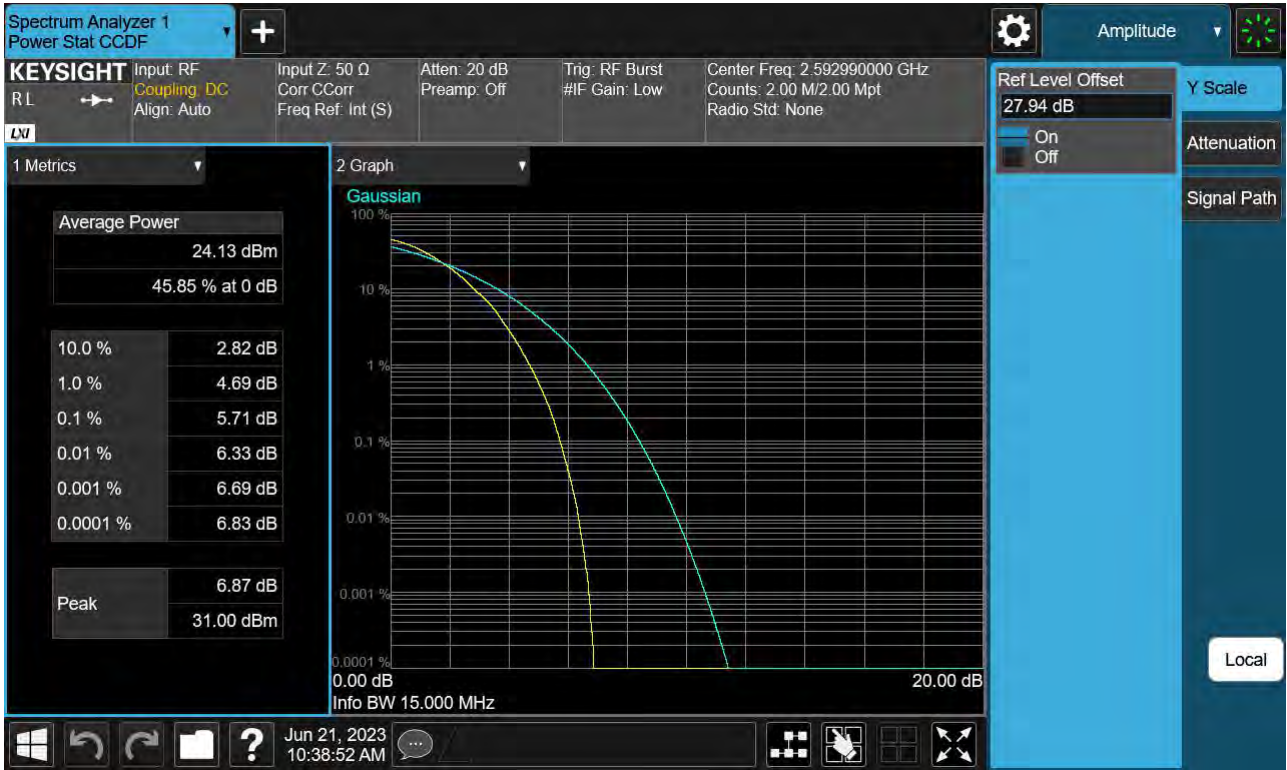 Spectrum Analyzer 1
Power Stat CCDF
+
Amplitude
KEYSIGHT
RL
LXI
Input: RF
Coupling: DC
Align: Auto
Input Z: 50 Ω
Corr CCorr
Freq Ref: Int (S)
Atten: 20 dB
Preamp: Off
Trig: RF Burst
#IF Gain: Low
Center Freq: 2.592990000 GHz
Counts: 2.00 M/2.00 Mpt
Radio Std: None
Ref Level Offset
27.94 dB
On
Off
Y Scale
Attenuation
Signal Path
Local
1 Metrics
Average Power
24.13 dBm
45.85 % at 0 dB
10.0 % 2.82 dB
1.0 % 4.69 dB
0.1 % 5.71 dB
0.01 % 6.33 dB
0.001 % 6.69 dB
0.0001 % 6.83 dB
Peak
6.87 dB
31.00 dBm
2 Graph
Gaussian
100 %
10 %
1 %
0.1 %
0.01 %
0.001 %
0.0001 %
0.00 dB 20.00 dB
Info BW 15.000 MHz
?
Jun 21, 2023
10:38:52 AM